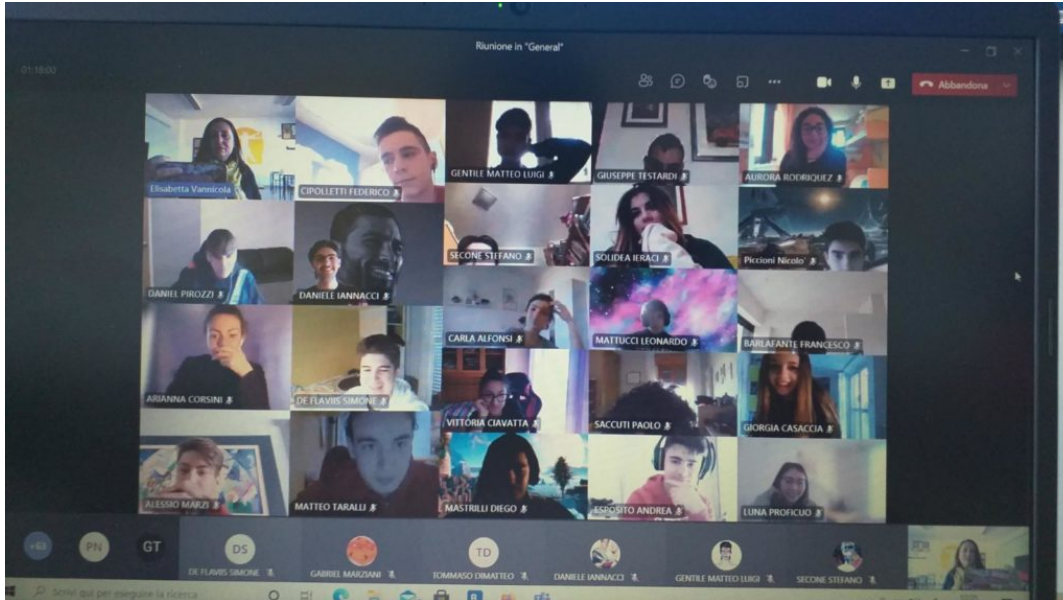 Riunione in "General"
01:18:00
Abbandona
Elisabetta Vannicola
CIPOLLETTI FEDERICO
GENTILE MATTEO LUIGI
GIUSEPPE TESTARDI
AURORA RODRIQUEZ
DANIEL PIROZZI
DANIELE IANNACCI
SECONE STEFANO
SOLIDEA IERACI
Piccioni Nicolo`
ARIANNA CORSINI
DE FLAVIIS SIMONE
CARLA ALFONSI
MATTUCCI LEONARDO
BARLAFANTE FRANCESCO
VITTORIA CIAVATTA
SACCUTI PAOLO
GIORGIA CASACCIA
ALESSIO MARZI
MATTEO TARALLI
MASTRILLI DIEGO
ESPOSITO ANDREA
LUNA PROFICUO
+63
PN
GT
DS
TD
DE FLAVIIS SIMONE
GABRIEL MARZIANI
TOMMASO DIMATTEO
DANIELE IANNACCI
GENTILE MATTEO LUIGI
SECONE STEFANO
Scrivi qui per eseguire la ricerca